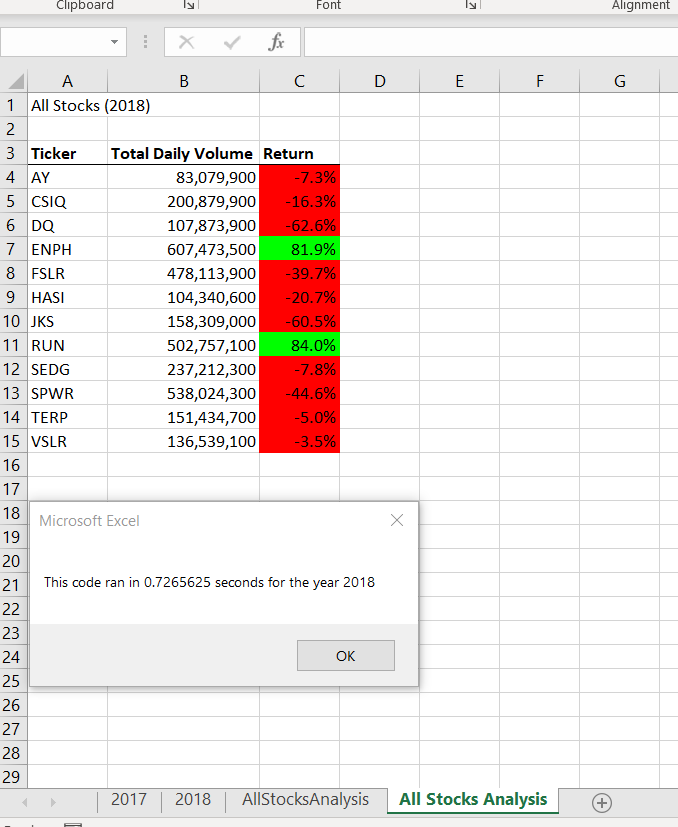 Clipboard Font Alignment
fx
A B C D E F G
1 All Stocks (2018)
2
3 Ticker Total Daily Volume Return
4 AY 83,079,900 -7.3%
5 CSIQ 200,879,900 -16.3%
6 DQ 107,873,900 -62.6%
7 ENPH 607,473,500 81.9%
8 FSLR 478,113,900 -39.7%
9 HASI 104,340,600 -20.7%
10 JKS 158,309,000 -60.5%
11 RUN 502,757,100 84.0%
12 SEDG 237,212,300 -7.8%
13 SPWR 538,024,300 -44.6%
14 TERP 151,434,700 -5.0%
15 VSLR 136,539,100 -3.5%
16
17
18 Microsoft Excel
19
20
21 This code ran in 0.7265625 seconds for the year 2018
22
23
24 OK
25
26
27
28
29
2017 2018 AllStocksAnalysis All Stocks Analysis